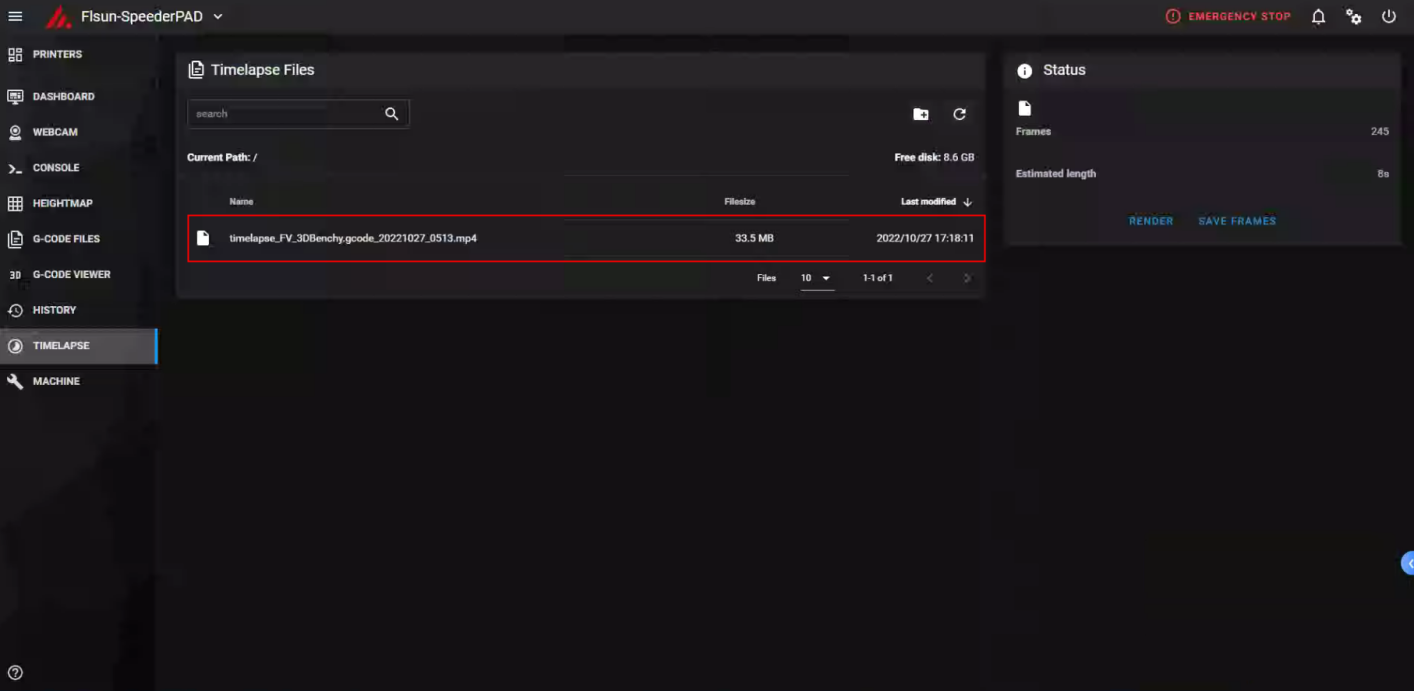 Flsun-SpeederPAD
EMERGENCY STOP
PRINTERS
DASHBOARD
WEBCAM
CONSOLE
HEIGHTMAP
G-CODE FILES
3D G-CODE VIEWER
HISTORY
TIMELAPSE
MACHINE
Timelapse Files
search
Current Path: /
Free disk: 8.6 GB
Name Filesize Last modified
timelapse_FV_3DBenchy.gcode_20221027_0513.mp4 33.5 MB 2022/10/27 17:18:11
Files 10 1-1 of 1
Status
Frames 245
Estimated length 8s
RENDER SAVE FRAMES